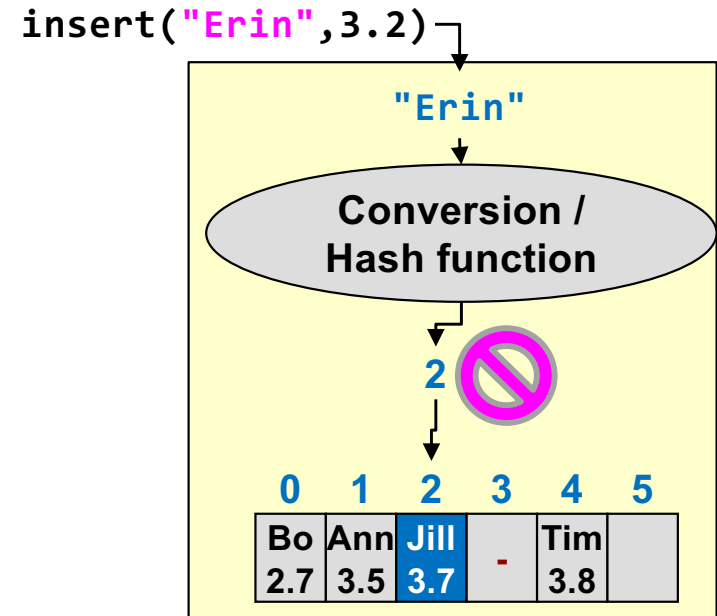 insert("Erin",3.2)
"Erin"
Conversion /
Hash function
2
0 1 2 3 4 5
Bo Ann Jill - Tim
2.7 3.5 3.7 3.8